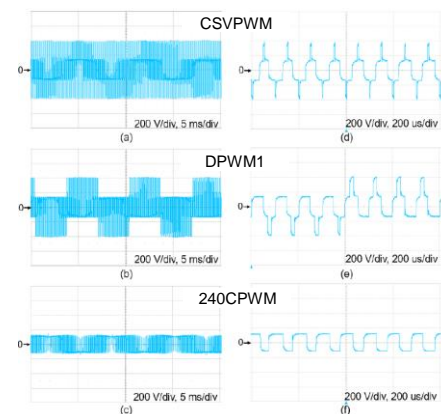 CSVPWM
0
200 V/div, 5 ms/div
(a)
0
200 V/div, 200 us/div
(d)
DPWM1
0
200 V/div, 5 ms/div
(b)
0
200 V/div, 200 us/div
(e)
240CPWM
0
200 V/div, 5 ms/div
(c)
0
200 V/div, 200 us/div
(f)